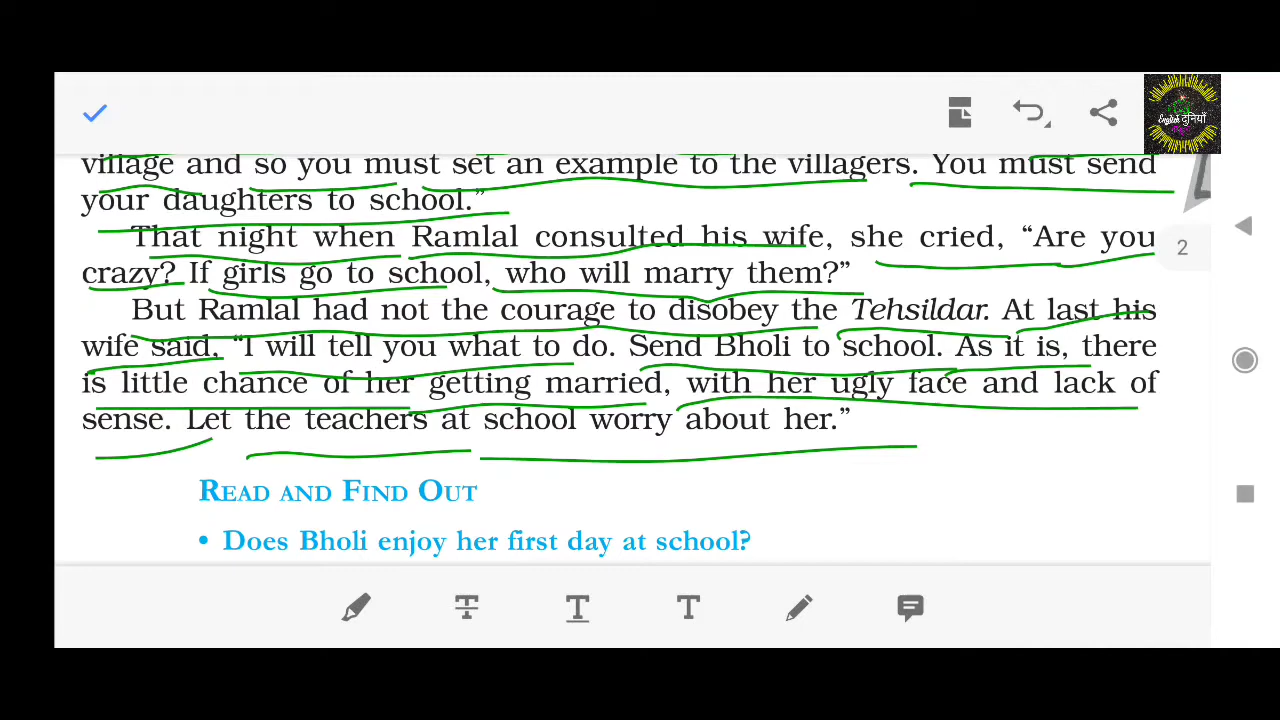 village and so you must set an example to the villagers. You must send
your daughters to school.”
That night when Ramlal consulted his wife, she cried, “Are you
crazy? If girls go to school, who will marry them?”
But Ramlal had not the courage to disobey the Tehsildar. At last his
wife said, “I will tell you what to do. Send Bholi to school. As it is, there
is little chance of her getting married, with her ugly face and lack of
sense. Let the teachers at school worry about her.”
READ AND FIND OUT
• Does Bholi enjoy her first day at school?
2
English दुनियाँ